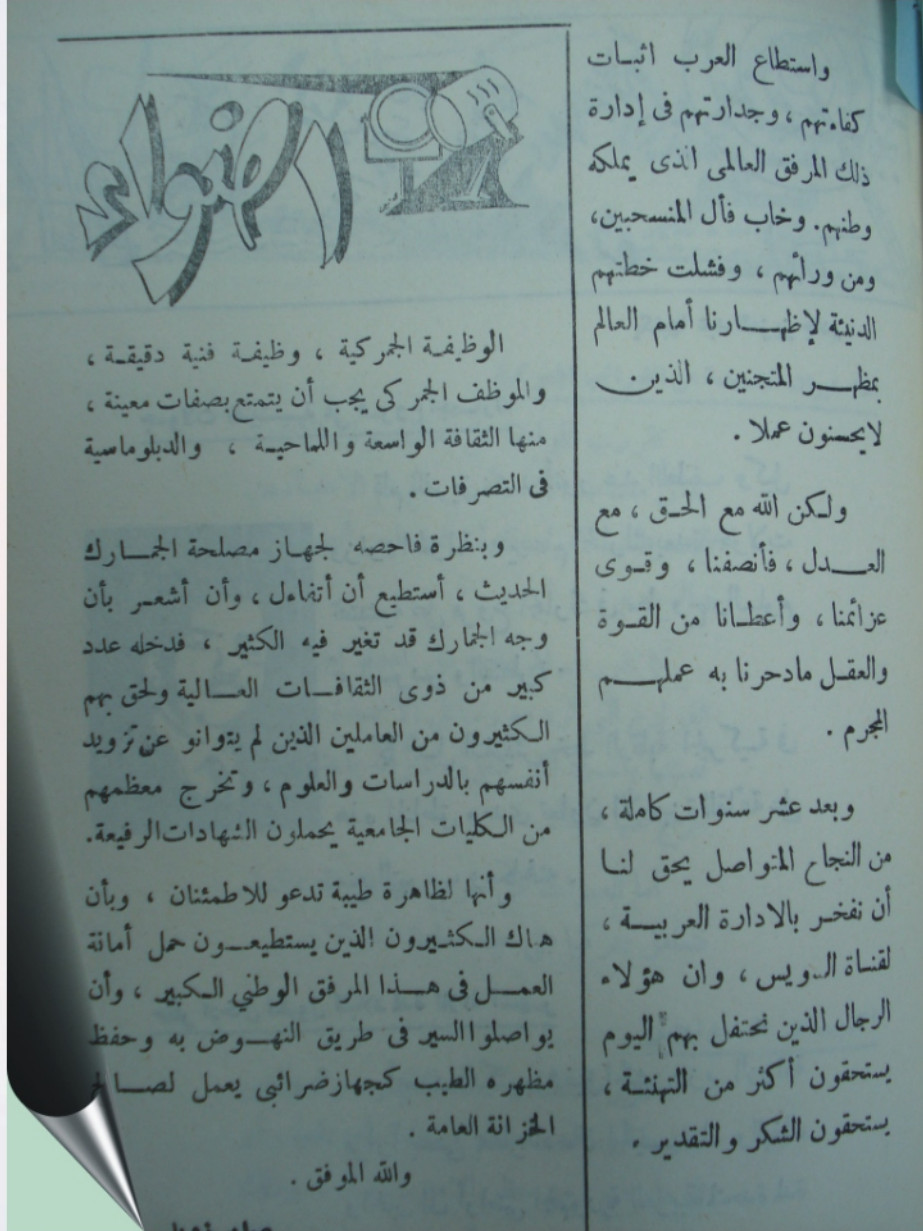 واستطاع العرب اثبات
كفاءتهم ، وجدارتهم فى إدارة
ذلك المرفق العالمى الذى يملكه
وطنهم . وخاب فأل المنسحبين ،
ومن ورائهم ، وفشلت خطتهم
الدنيئة لإظهارنا أمام العالم
بمظهر المتجنين ، الذين
لايحسنون عملا .
ولكن الله مع الحق ، مع
العدل ، فأنصفنا ، وقوى
عزائمنا ، وأعطانا من القوة
والعقل مادحرنا به عملهم
المجرم .
وبعد عشر سنوات كاملة ،
من النجاح المتواصل يحق لنا
أن نفخر بالادارة العربية ،
لقناة السويس ، وان هؤلاء
الرجال الذين نحتفل بهم اليوم
يستحقون أكثر من التهنئة ،
يستحقون الشكر والتقدير .
اضواء
الوظيفة الجمركية ، وظيفة فنية دقيقة ،
والموظف الجمركى يجب أن يتمتع بصفات معينة ،
منها الثقافة الواسعة واللماحية ، والدبلوماسية
فى التصرفات .
وبنظرة فاحصه لجهاز مصلحة الجمارك
الحديث ، أستطيع أن أتفاءل ، وأن أشعر بأن
وجه الجمارك قد تغير فيه الكثير ، فدخله عدد
كبير من ذوى الثقافات العالية ولحق بهم
الكثيرون من العاملين الذين لم يتوانو عن تزويد
أنفسهم بالدراسات والعلوم ، وتخرج معظمهم
من الكليات الجامعية يحملون الشهادات الرفيعة.
وأنها لظاهرة طيبة تدعو للاطمئنان ، وبأن
هناك الكثيرون الذين يستطيعون حمل أمانة
العمل فى هذا المرفق الوطني الكبير ، وأن
يواصلوا السير فى طريق النهوض به وحفظ
مظهره الطيب كجهاز ضرائبى يعمل لصالح
الخزانة العامة .
والله الموفق .